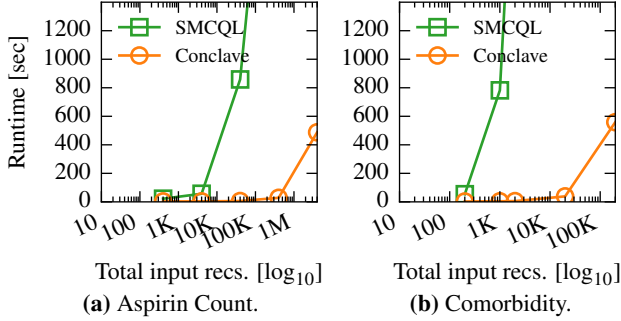 Runtime [sec]
1200
1000
800
600
400
200
0
SMCQL
Conclave
10
100
1K
10K
100K
1M
Total input recs. [log10]
(a) Aspirin Count.
1200
1000
800
600
400
200
0
SMCQL
Conclave
10
100
1K
10K
100K
Total input recs. [log10]
(b) Comorbidity.